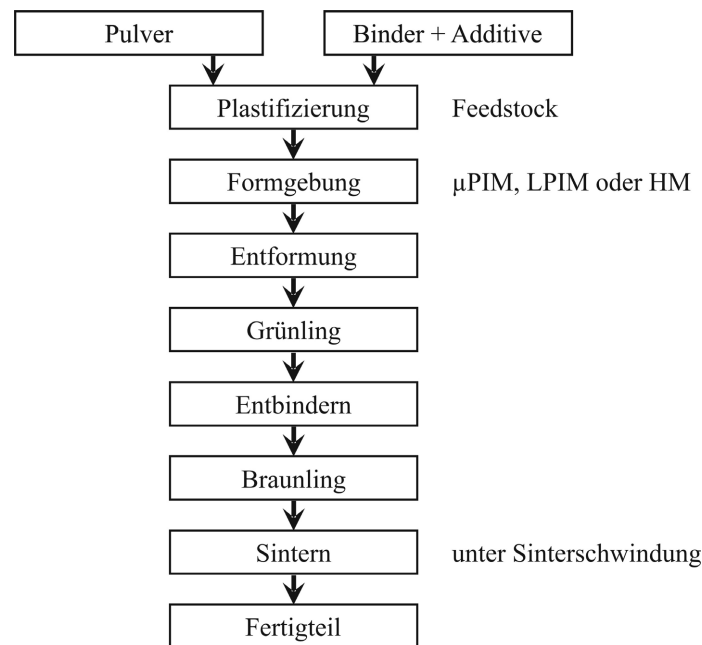 Pulver
Binder + Additive
Plastifizierung
Feedstock
Formgebung
µPIM, LPIM oder HM
Entformung
Grünling
Entbindern
Braunling
Sintern
unter Sinterschwindung
Fertigteil